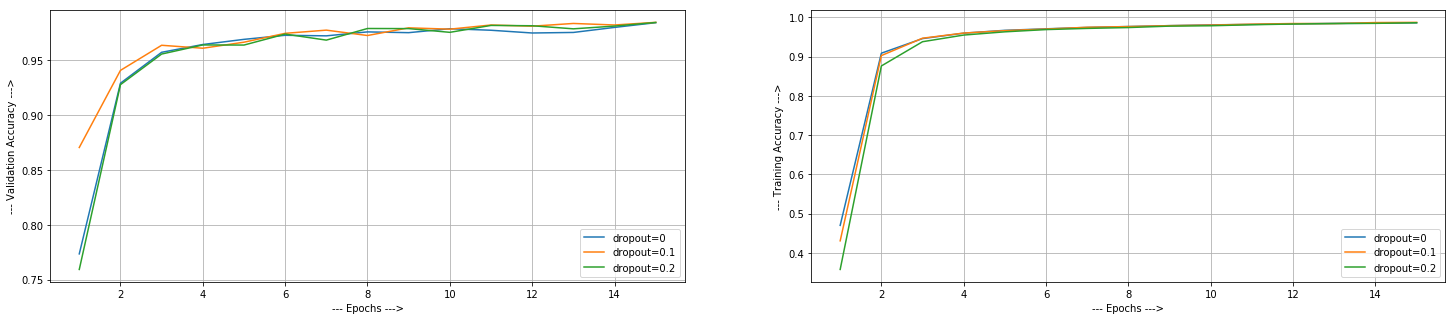 0.95
0.90
0.85
0.80
0.75
--- Validation Accuracy --->
2 4 6 8 10 12 14
--- Epochs --->
dropout=0
dropout=0.1
dropout=0.2
1.0
0.9
0.8
0.7
0.6
0.5
0.4
--- Training Accuracy --->
2 4 6 8 10 12 14
--- Epochs --->
dropout=0
dropout=0.1
dropout=0.2